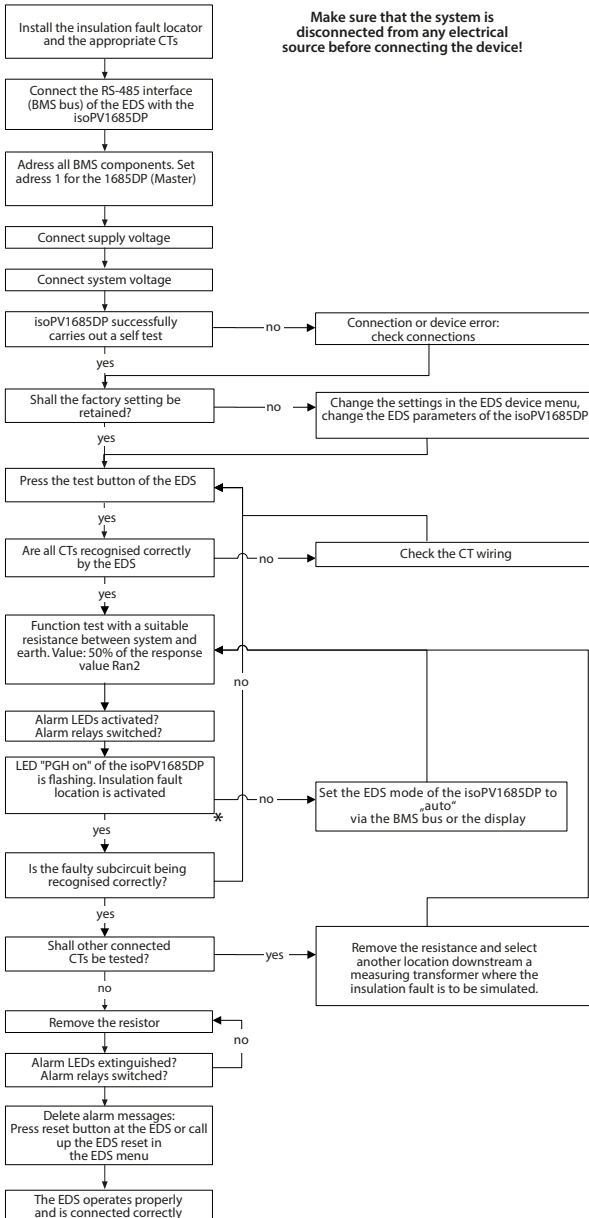 Make sure that the system is
disconnected from any electrical
source before connecting the device!
Install the insulation fault locator
and the appropriate CTs
Connect the RS-485 interface
(BMS bus) of the EDS with the
isoPV1685DP
Adress all BMS components. Set
adress 1 for the 1685DP (Master)
Connect supply voltage
Connect system voltage
isoPV1685DP successfully
carries out a self test
no
Connection or device error:
check connections
yes
Shall the factory setting be
retained?
no
Change the settings in the EDS device menu,
change the EDS parameters of the isoPV1685DP
yes
Press the test button of the EDS
yes
Are all CTs recognised correctly
by the EDS
no
Check the CT wiring
yes
Function test with a suitable
resistance between system and
earth. Value: 50% of the response
value Ran2
no
Alarm LEDs activated?
Alarm relays switched?
LED "PGH on" of the isoPV1685DP
is flashing. Insulation fault
location is activated
*
no
Set the EDS mode of the isoPV1685DP to
„auto“
via the BMS bus or the display
yes
Is the faulty subcircuit being
recognised correctly?
yes
Shall other connected
CTs be tested?
yes
Remove the resistance and select
another location downstream a
measuring transformer where the
insulation fault is to be simulated.
no
Remove the resistor
no
Alarm LEDs extinguished?
Alarm relays switched?
Delete alarm messages:
Press reset button at the EDS or call
up the EDS reset in
the EDS menu
The EDS operates properly
and is connected correctly